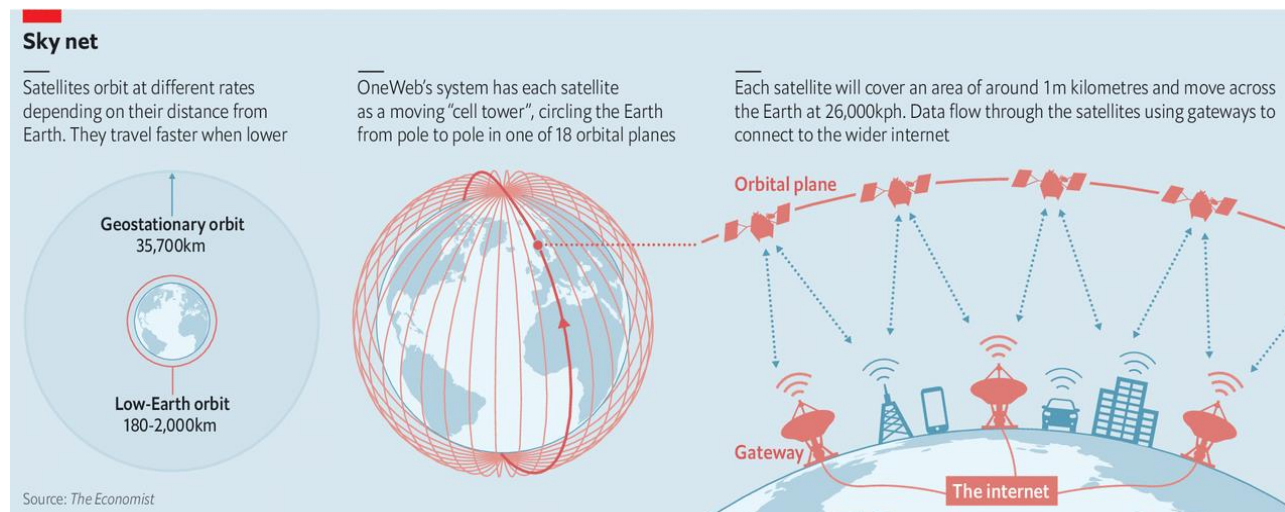 Sky net
Satellites orbit at different rates
depending on their distance from
Earth. They travel faster when lower
Geostationary orbit
35,700km
Low-Earth orbit
180-2,000km
OneWeb's system has each satellite
as a moving “cell tower”, circling the Earth
from pole to pole in one of 18 orbital planes
Each satellite will cover an area of around 1m kilometres and move across
the Earth at 26,000kph. Data flow through the satellites using gateways to
connect to the wider internet
Orbital plane
Gateway
The internet
Source: The Economist